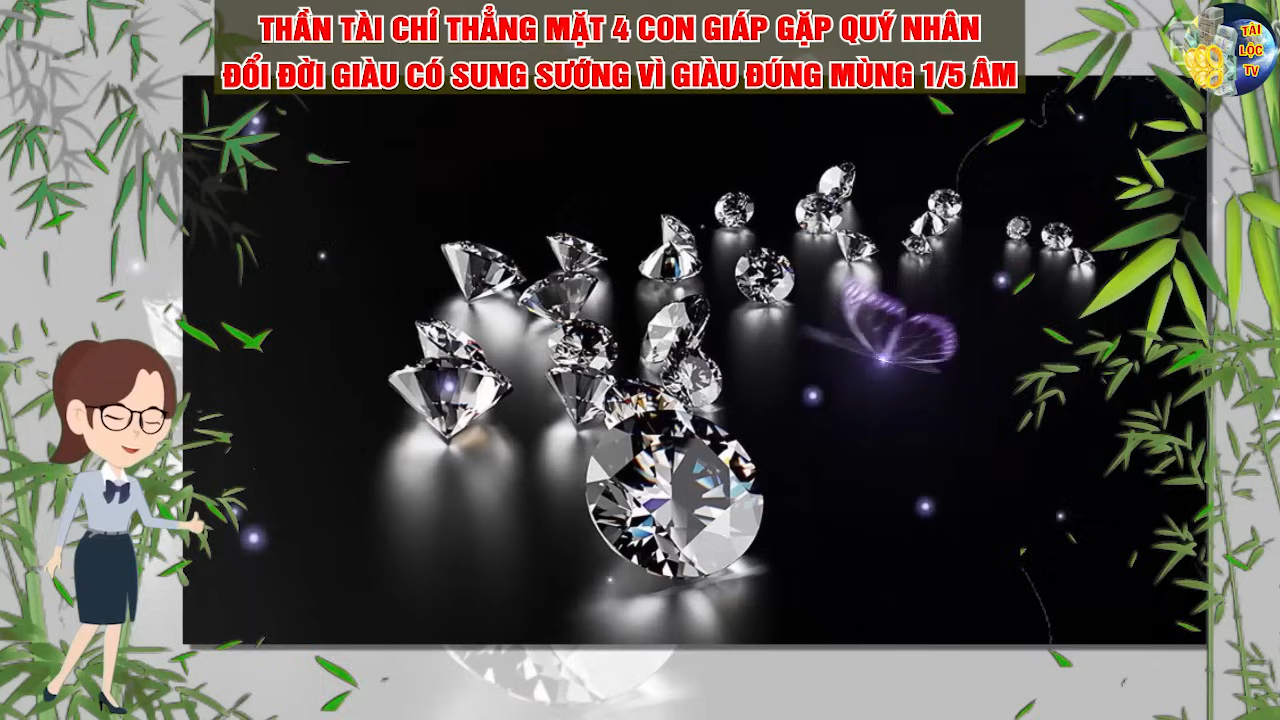 THẦN TÀI CHỈ THẲNG MẶT 4 CON GIÁP GẶP QUÝ NHÂN
ĐỔI ĐỜI GIÀU CÓ SUNG SƯỚNG VÌ GIÀU ĐÚNG MÙNG 1/5 ÂM
TÀI
LỘC
TV